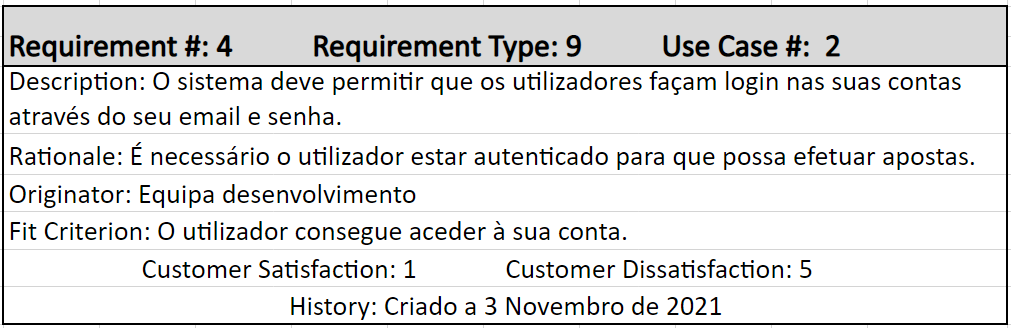 Requirement #: 4 Requirement Type: 9 Use Case #: 2
Description: O sistema deve permitir que os utilizadores façam login nas suas contas
através do seu email e senha.
Rationale: É necessário o utilizador estar autenticado para que possa efetuar apostas.
Originator: Equipa desenvolvimento
Fit Criterion: O utilizador consegue aceder à sua conta.
Customer Satisfaction: 1 Customer Dissatisfaction: 5
History: Criado a 3 Novembro de 2021